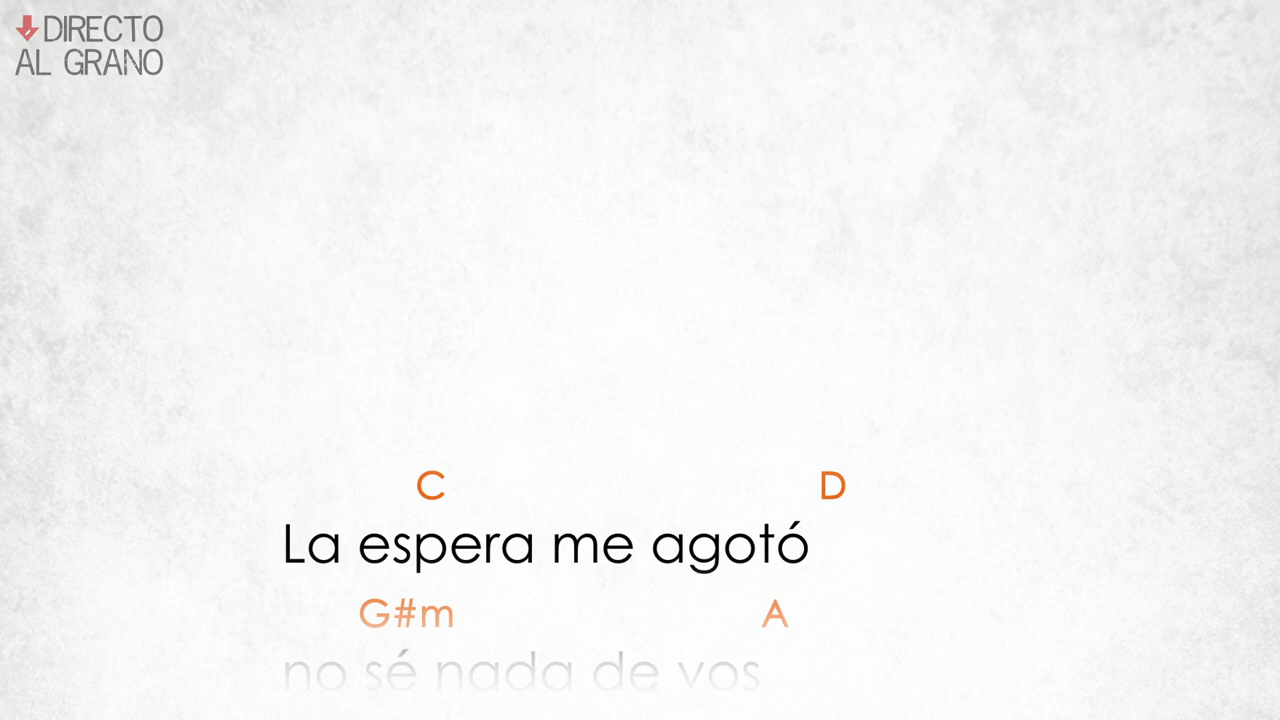 DIRECTO
AL GRANO
C D
La espera me agotó
G#m A
no sé nada de vos